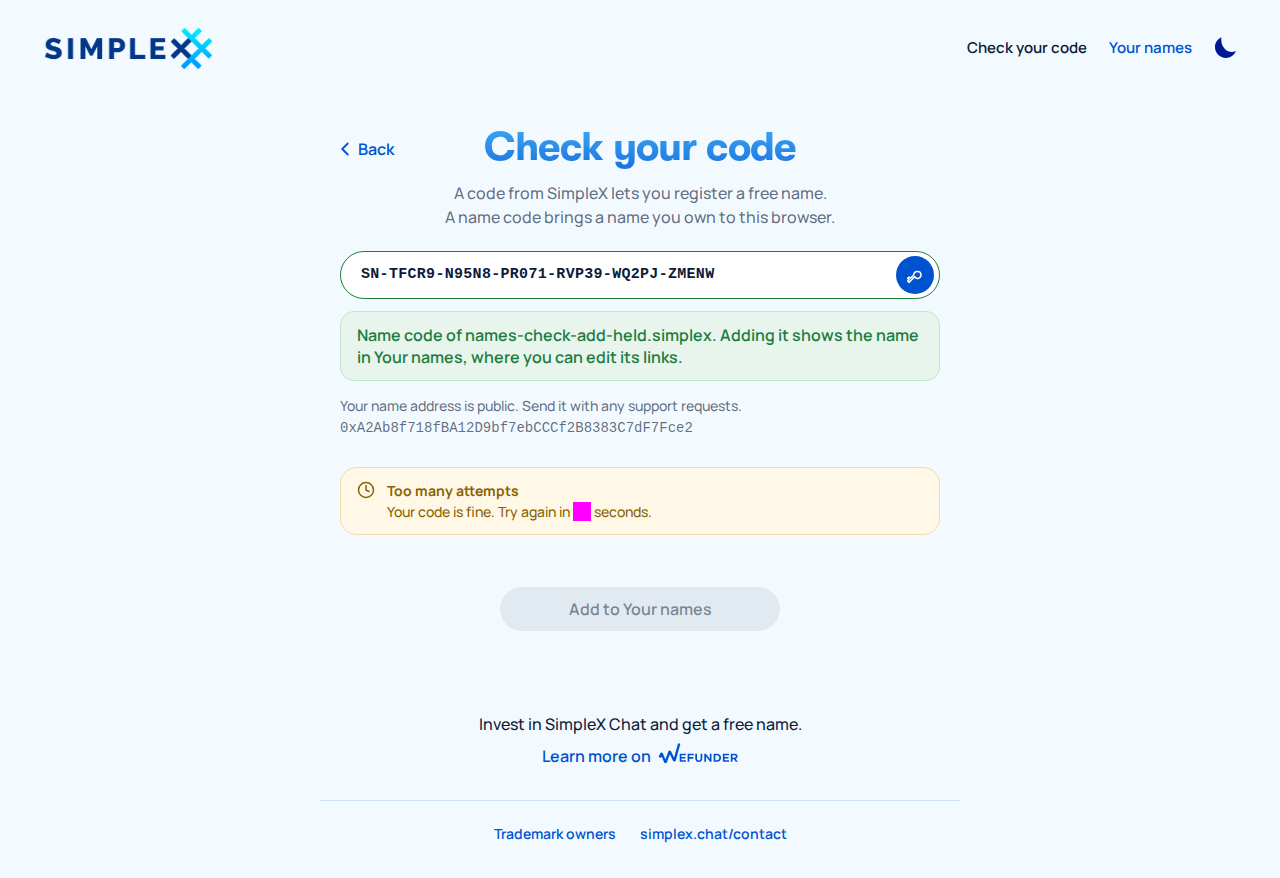 SIMPLEX
Check your code
Your names
Back
Check your code
A code from SimpleX lets you register a free name.
A name code brings a name you own to this browser.
SN-TFCR9-N95N8-PR071-RVP39-WQ2PJ-ZMENW
Name code of names-check-add-held.simplex. Adding it shows the name
in Your names, where you can edit its links.
Your name address is public. Send it with any support requests.
0xA2Ab8f718fBA12D9bf7ebCCCf2B8383C7dF7Fce2
Too many attempts
Your code is fine. Try again in seconds.
Add to Your names
Invest in SimpleX Chat and get a free name.
Learn more on WEFUNDER
Trademark owners
simplex.chat/contact